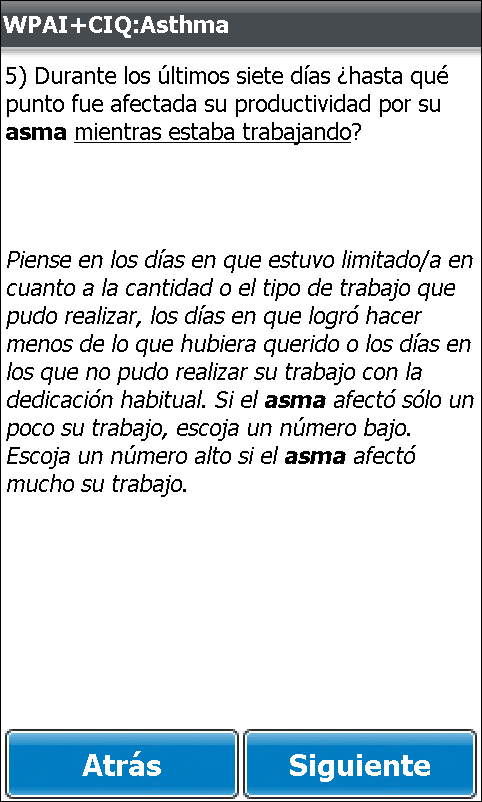 WPAI+CIQ:Asthma
5) Durante los últimos siete días ¿hasta qué
punto fue afectada su productividad por su
asma mientras estaba trabajando?
Piense en los días en que estuvo limitado/a en
cuanto a la cantidad o el tipo de trabajo que
pudo realizar, los días en que logró hacer
menos de lo que hubiera querido o los días en
los que no pudo realizar su trabajo con la
dedicación habitual. Si el asma afectó sólo un
poco su trabajo, escoja un número bajo.
Escoja un número alto si el asma afectó
mucho su trabajo.
Atrás
Siguiente